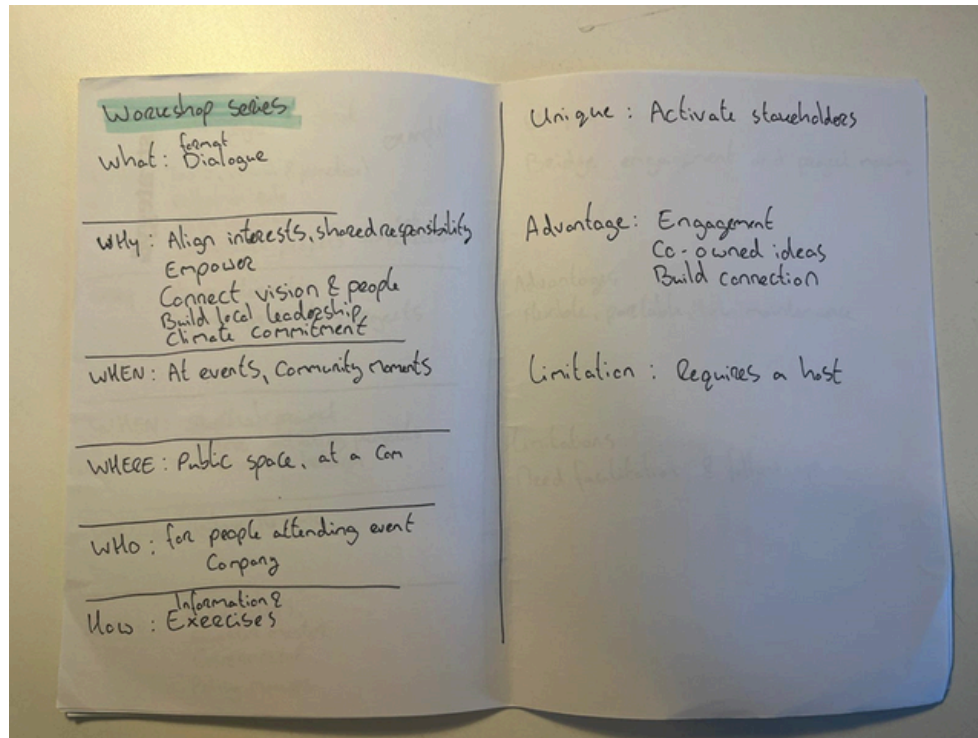 Workshop series
What: format
Dialogue
WHy: Align interests, shared responsibility
Empower
Connect vision & people
Build local leadership
Climate commitment
WHEN: At events, Community Moments
WHERE: Public space, at a Com
WHO: for people attending event
Company
How: Information &
Exercises
Unique: Activate stakeholders
Advantage: Engagement
Co-owned ideas
Build connection
Limitation: Requires a host